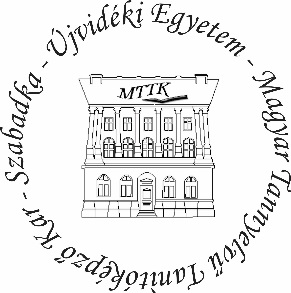 Újvidéki Egyetem - Magyar Tannyelvű Tanítóképző Kar - Szabadka -
MTTK